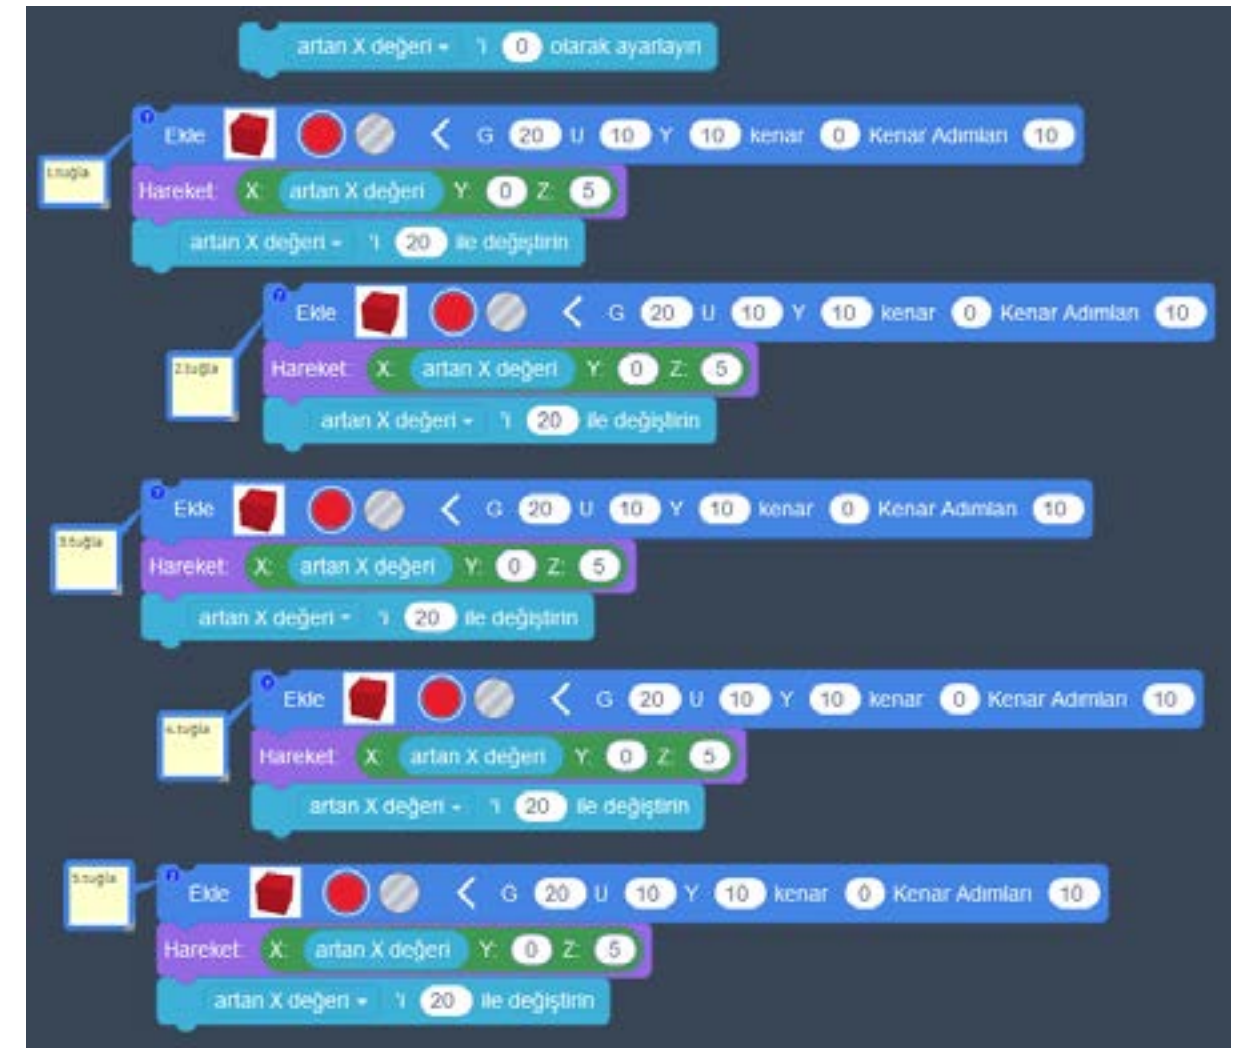 artan X değeri 'ı 0 olarak ayarlayın
Ekle G 20 U 10 Y 10 kenar 0 Kenar Adımları 10
1.tuğla
Hareket: X: artan X değeri Y: 0 Z: 5
artan X değeri 'ı 20 ile değiştirin
Ekle G 20 U 10 Y 10 kenar 0 Kenar Adımları 10
2.tuğla
Hareket: X: artan X değeri Y: 0 Z: 5
artan X değeri 'ı 20 ile değiştirin
Ekle G 20 U 10 Y 10 kenar 0 Kenar Adımları 10
3.tuğla
Hareket: X: artan X değeri Y: 0 Z: 5
artan X değeri 'ı 20 ile değiştirin
Ekle G 20 U 10 Y 10 kenar 0 Kenar Adımları 10
4.tuğla
Hareket: X: artan X değeri Y: 0 Z: 5
artan X değeri 'ı 20 ile değiştirin
5.tuğla
Ekle G 20 U 10 Y 10 kenar 0 Kenar Adımları 10
Hareket: X: artan X değeri Y: 0 Z: 5
artan X değeri 'ı 20 ile değiştirin